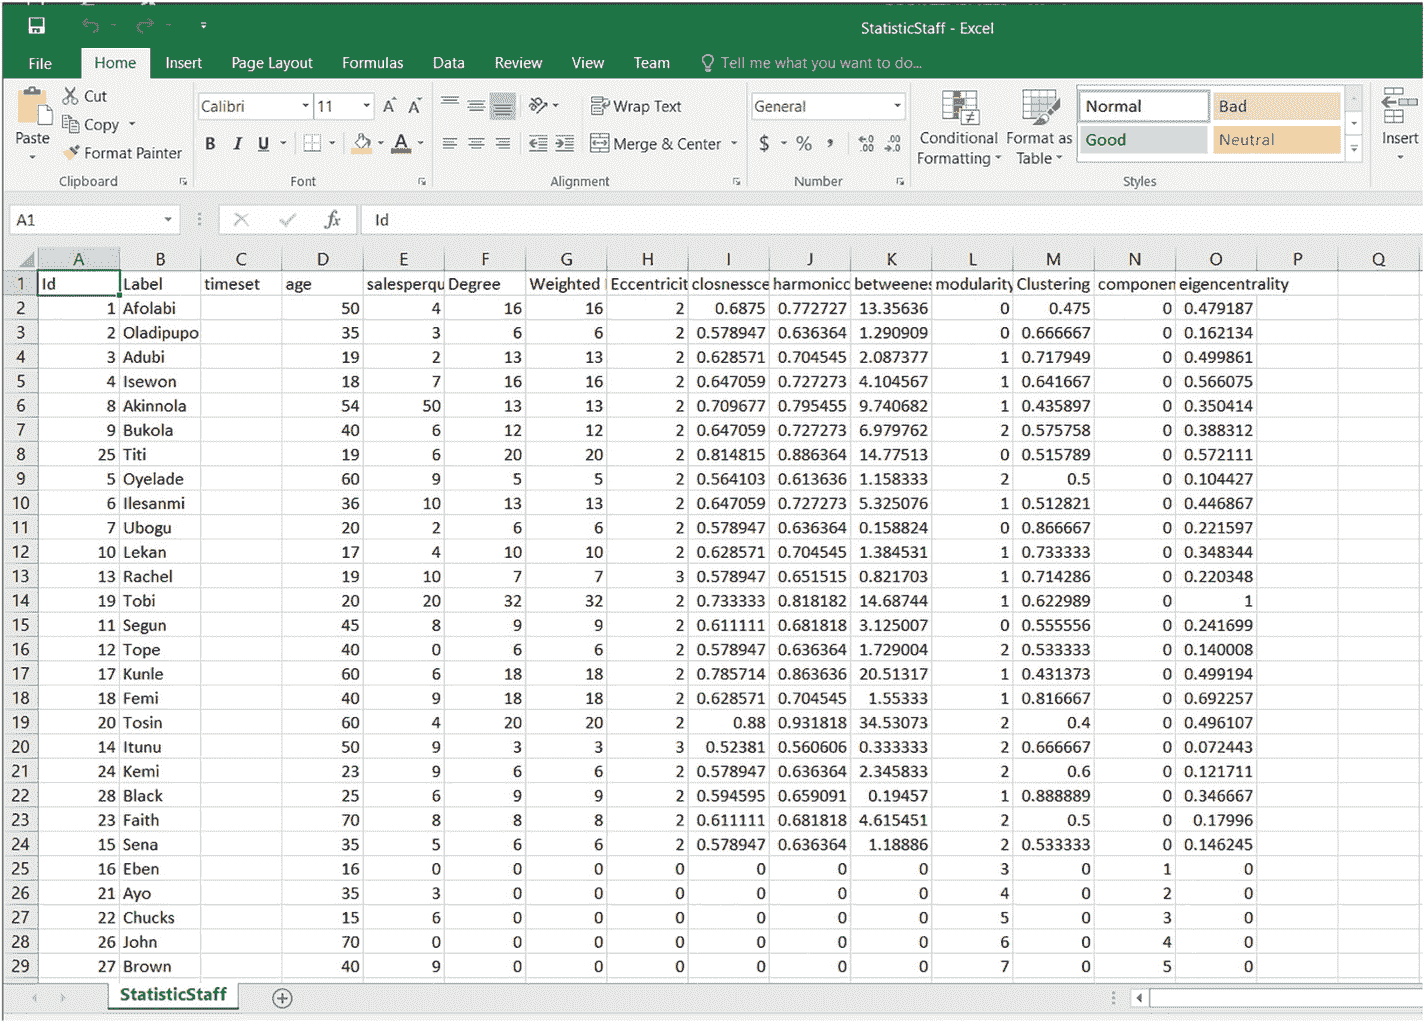 StatisticStaff - Excel
File Home Insert Page Layout Formulas Data Review View Team Tell me what you want to do...
Paste Cut Copy Format Painter Clipboard
Calibri 11 A A B I U A Font
Wrap Text Merge & Center Alignment
General $ % , .00 .00 Number
Conditional Formatting Format as Table
Normal Bad Good Neutral Styles
Insert
A1 fx Id
A B C D E F G H I J K L M N O P Q
1 Id Label timeset age salesperqu Degree Weighted Eccentricit closnessce harmonicc betweenes modularity Clustering componen eigencentrality
2 1 Afolabi 50 4 16 16 2 0.6875 0.772727 13.35636 0 0.475 0 0.479187
3 2 Oladipupo 35 3 6 6 2 0.578947 0.636364 1.290909 0 0.666667 0 0.162134
4 3 Adubi 19 2 13 13 2 0.628571 0.704545 2.087377 1 0.717949 0 0.499861
5 4 Isewon 18 7 16 16 2 0.647059 0.727273 4.104567 1 0.641667 0 0.566075
6 8 Akinnola 54 50 13 13 2 0.709677 0.795455 9.740682 1 0.435897 0 0.350414
7 9 Bukola 40 6 12 12 2 0.647059 0.727273 6.979762 2 0.575758 0 0.388312
8 25 Titi 19 6 20 20 2 0.814815 0.886364 14.77513 0 0.515789 0 0.572111
9 5 Oyelade 60 9 5 5 2 0.564103 0.613636 1.158333 2 0.5 0 0.104427
10 6 Ilesanmi 36 10 13 13 2 0.647059 0.727273 5.325076 1 0.512821 0 0.446867
11 7 Ubogu 20 2 6 6 2 0.578947 0.636364 0.158824 0 0.866667 0 0.221597
12 10 Lekan 17 4 10 10 2 0.628571 0.704545 1.384531 1 0.733333 0 0.348344
13 13 Rachel 19 10 7 7 3 0.578947 0.651515 0.821703 1 0.714286 0 0.220348
14 19 Tobi 20 20 32 32 2 0.733333 0.818182 14.68744 1 0.622989 0 1
15 11 Segun 45 8 9 9 2 0.611111 0.681818 3.125007 0 0.555556 0 0.241699
16 12 Tope 40 0 6 6 2 0.578947 0.636364 1.729004 2 0.533333 0 0.140008
17 17 Kunle 60 6 18 18 2 0.785714 0.863636 20.51317 1 0.431373 0 0.499194
18 18 Femi 40 9 18 18 2 0.628571 0.704545 1.55333 1 0.816667 0 0.692257
19 20 Tosin 60 4 20 20 2 0.88 0.931818 34.53073 2 0.4 0 0.496107
20 14 Itunu 50 9 3 3 3 0.52381 0.560606 0.333333 2 0.666667 0 0.072443
21 24 Kemi 23 9 6 6 2 0.578947 0.636364 2.345833 2 0.6 0 0.121711
22 28 Black 25 6 9 9 2 0.594595 0.659091 0.19457 1 0.888889 0 0.346667
23 23 Faith 70 8 8 8 2 0.611111 0.681818 4.615451 2 0.5 0 0.17996
24 15 Sena 35 5 6 6 2 0.578947 0.636364 1.18886 2 0.533333 0 0.146245
25 16 Eben 16 0 0 0 0 0 0 0 3 0 1 0
26 21 Ayo 35 3 0 0 0 0 0 0 4 0 2 0
27 22 Chucks 15 6 0 0 0 0 0 0 5 0 3 0
28 26 John 70 0 0 0 0 0 0 0 6 0 4 0
29 27 Brown 40 9 0 0 0 0 0 0 7 0 5 0
StatisticStaff